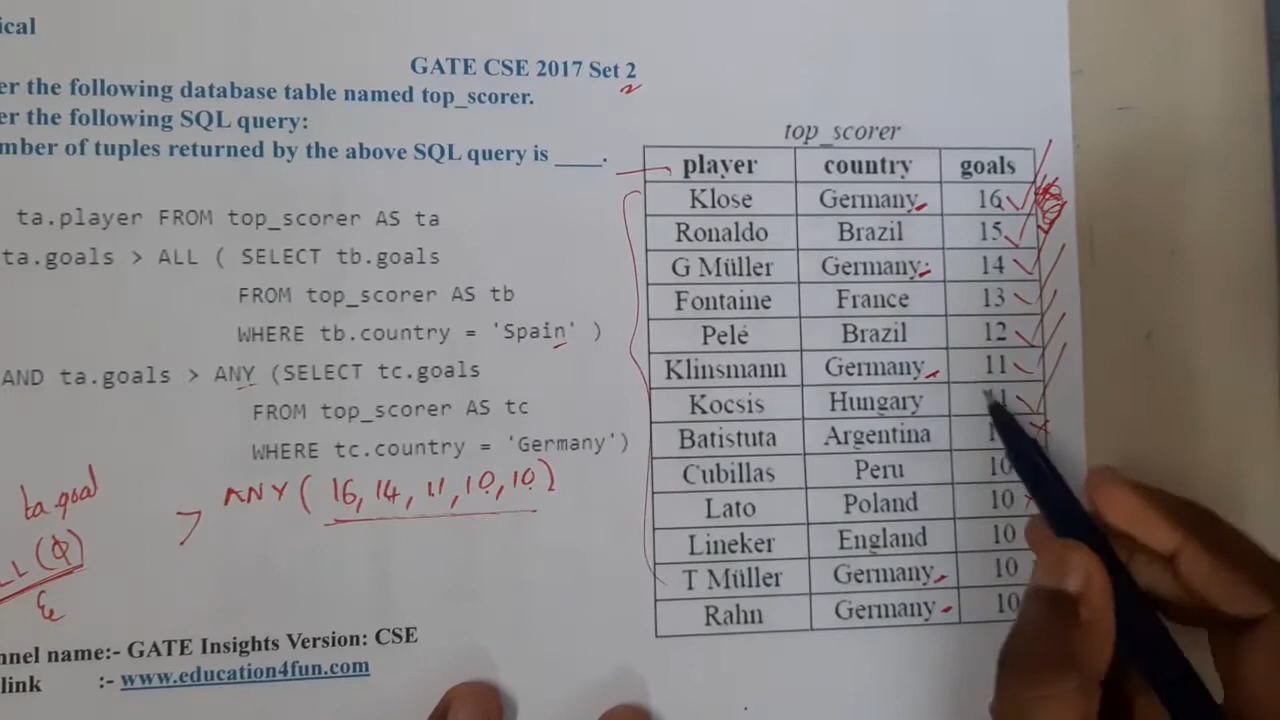 ical
GATE CSE 2017 Set 2
er the following database table named top_scorer.
er the following SQL query:
mber of tuples returned by the above SQL query is ____.
ta.player FROM top_scorer AS ta
ta.goals > ALL ( SELECT tb.goals
FROM top_scorer AS tb
WHERE tb.country = 'Spain' )
AND ta.goals > ANY (SELECT tc.goals
FROM top_scorer AS tc
WHERE tc.country = 'Germany')
ta goal > ANY ( 16, 14, 11, 10, 10 )
LL (φ)
nnel name:- GATE Insights Version: CSE
link :- www.education4fun.com
top_scorer
player country goals
Klose Germany 16
Ronaldo Brazil 15
G Müller Germany 14
Fontaine France 13
Pelé Brazil 12
Klinsmann Germany 11
Kocsis Hungary
Batistuta Argentina
Cubillas Peru 10
Lato Poland 10
Lineker England 10
T Müller Germany 10
Rahn Germany 10